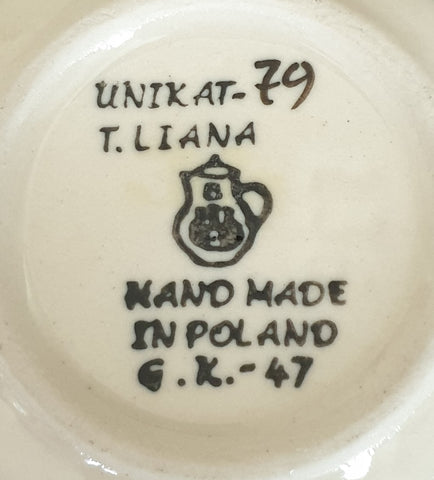 UNIKAT-79
T. LIANA
HAND MADE
IN POLAND
G.K.-47